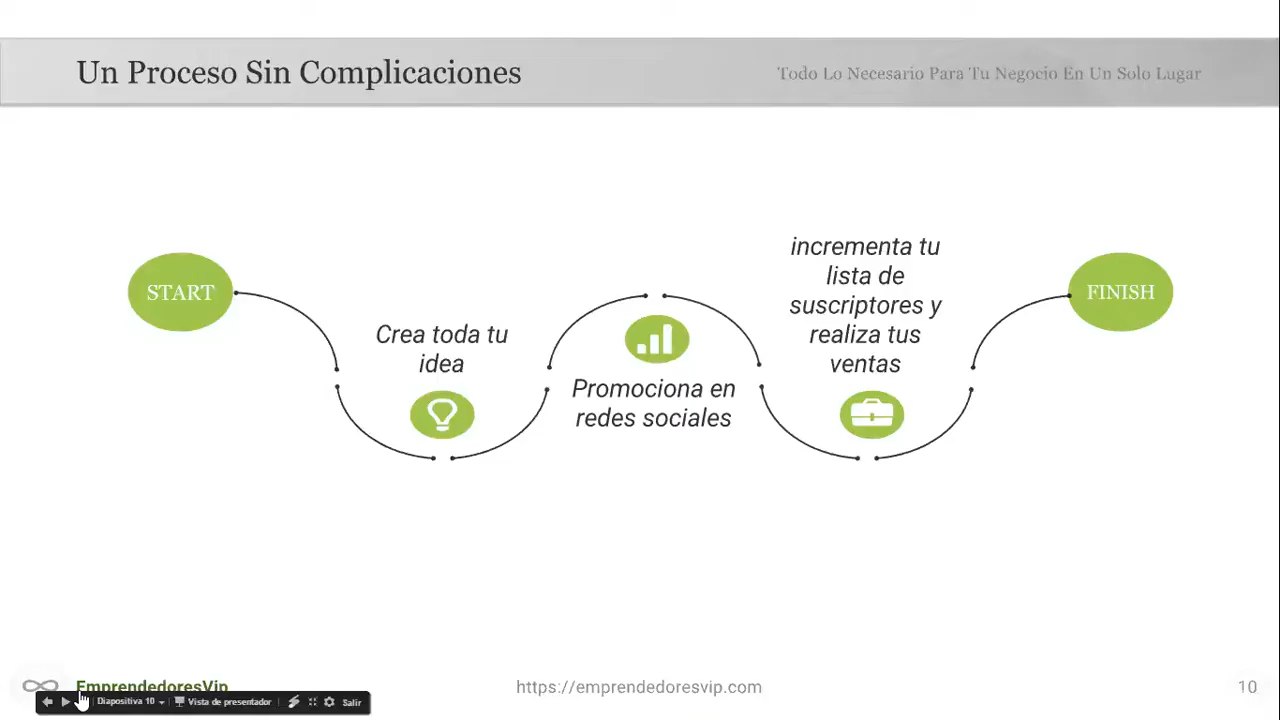 Un Proceso Sin Complicaciones
Todo Lo Necesario Para Tu Negocio En Un Solo Lugar
START
Crea toda tu
idea
Promociona en
redes sociales
incrementa tu
lista de
suscriptores y
realiza tus
ventas
FINISH
EmprendedoresVip
https://emprendedoresvip.com
10
Diapositiva 10
Vista de presentador
Salir